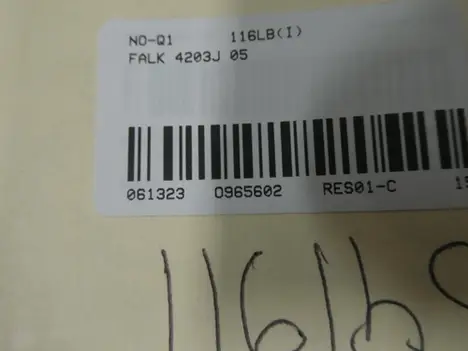 NO-Q1 116LB(I)
FALK 4203J 05
061323 0965602 RES01-C
116lb